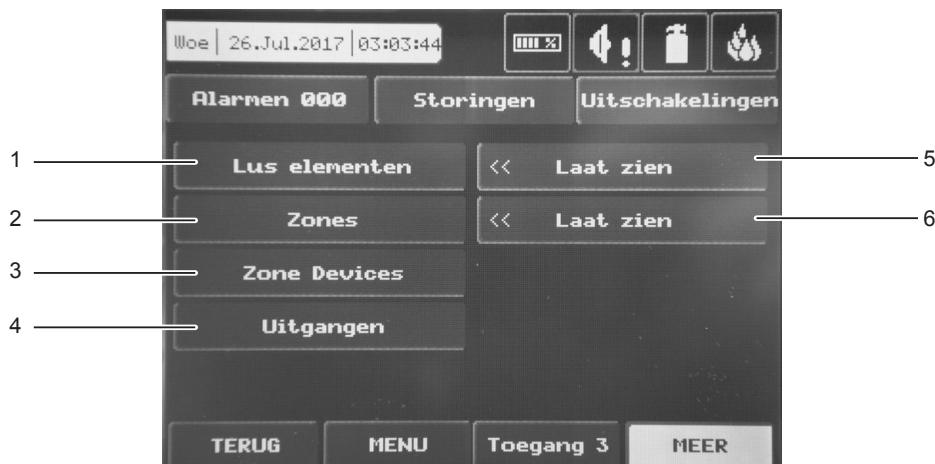 Woe 26.Jul.2017 03:03:44
%
!
Alarmen 000 Storingen Uitschakelingen
1 Lus elementen << Laat zien 5
2 Zones << Laat zien 6
3 Zone Devices
4 Uitgangen
TERUG MENU Toegang 3 MEER